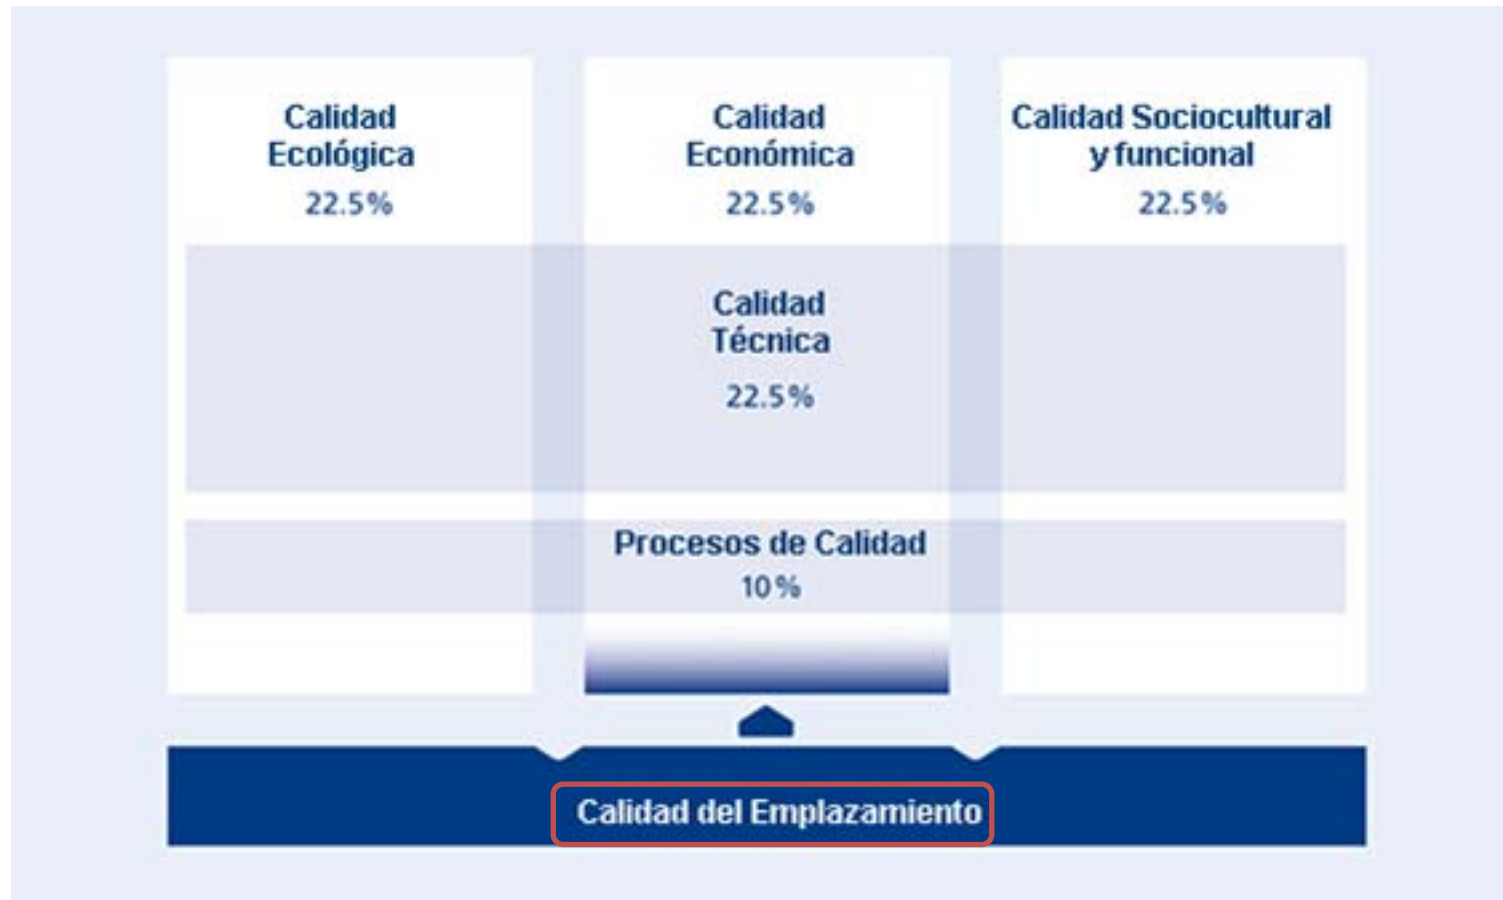 Calidad
Ecológica
22.5%
Calidad
Económica
22.5%
Calidad Sociocultural
y funcional
22.5%
Calidad
Técnica
22.5%
Procesos de Calidad
10%
Calidad del Emplazamiento